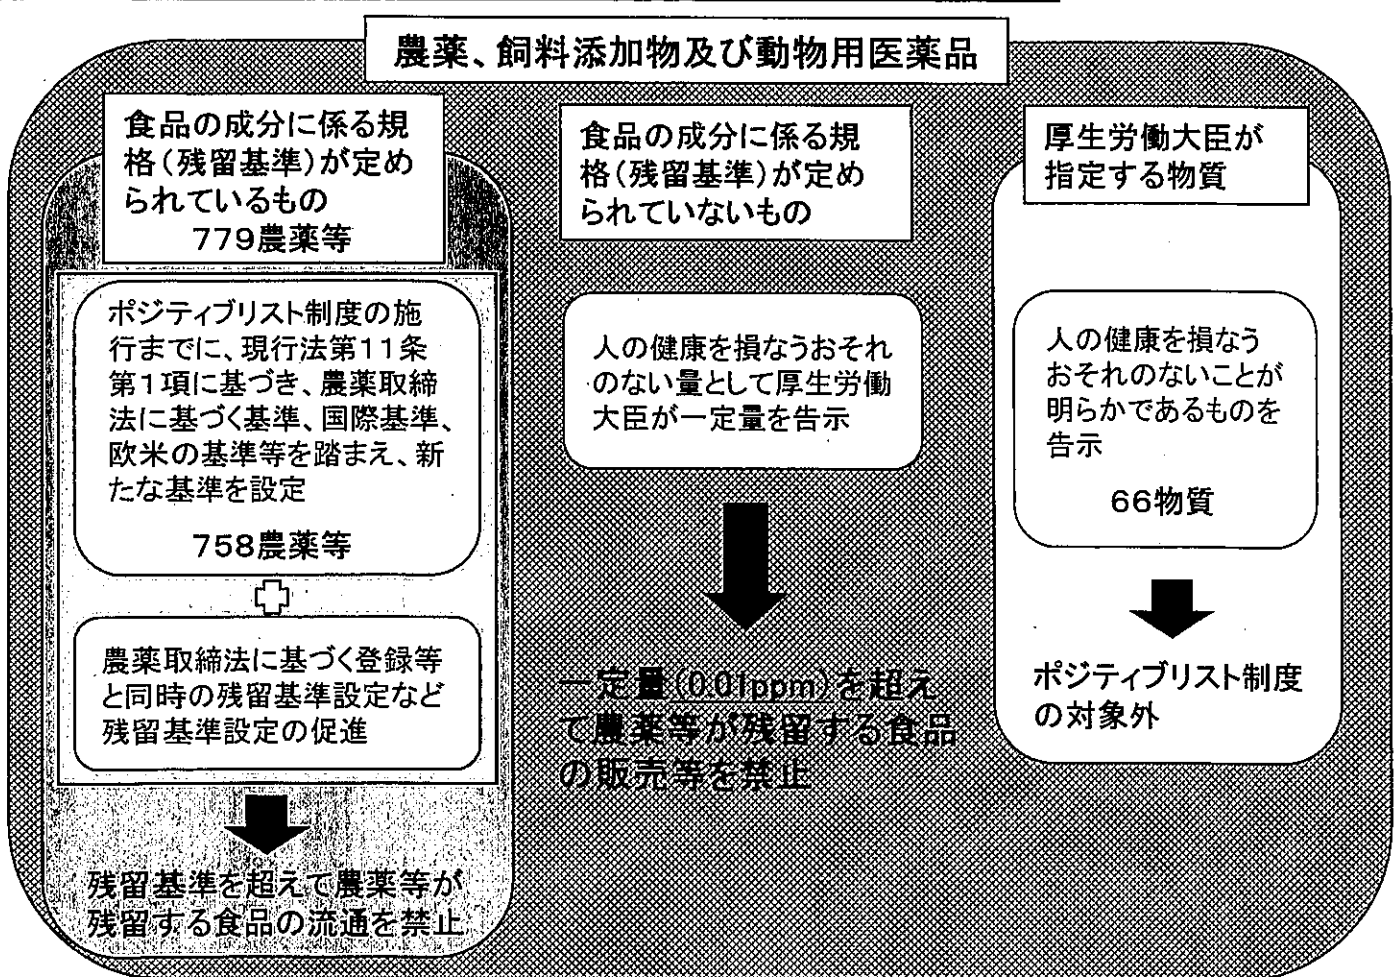 農薬、飼料添加物及び動物用医薬品
食品の成分に係る規
格(残留基準)が定め
られているもの
779農薬等
ポジティブリスト制度の施
行までに、現行法第11条
第1項に基づき、農薬取締
法に基づく基準、国際基準、
欧米の基準等を踏まえ、新
たな基準を設定
758農薬等
農薬取締法に基づく登録等
と同時の残留基準設定など
残留基準設定の促進
残留基準を超えて農薬等が
残留する食品の流通を禁止
食品の成分に係る規
格(残留基準)が定め
られていないもの
人の健康を損なうおそれ
のない量として厚生労働
大臣が一定量を告示
一定量(0.01ppm)を超え
て農薬等が残留する食品
の販売等を禁止
厚生労働大臣が
指定する物質
人の健康を損なう
おそれのないことが
明らかであるものを
告示
66物質
ポジティブリスト制度
の対象外